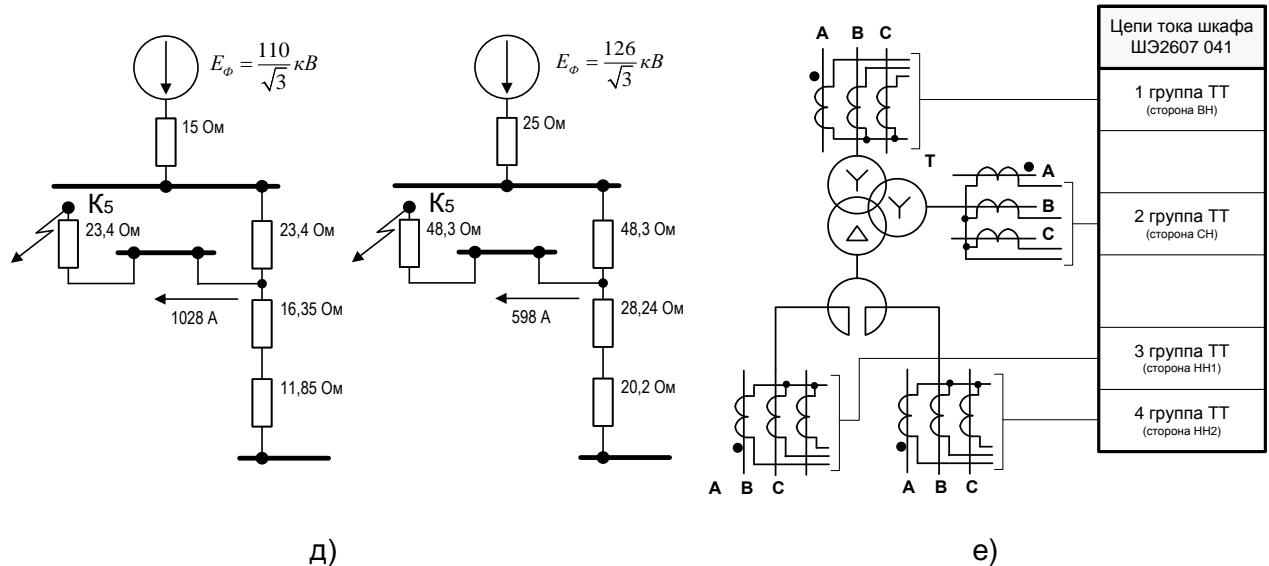 E_Ф = 110/√3 кВ
15 Ом
К5
23,4 Ом
23,4 Ом
1028 А
16,35 Ом
11,85 Ом
E_Ф = 126/√3 кВ
25 Ом
К5
48,3 Ом
48,3 Ом
598 А
28,24 Ом
20,2 Ом
д)
A B C
T
A
B
C
A B C
A B C
Цепи тока шкафа
ШЭ2607 041
1 группа ТТ
(сторона ВН)
2 группа ТТ
(сторона СН)
3 группа ТТ
(сторона НН1)
4 группа ТТ
(сторона НН2)
е)